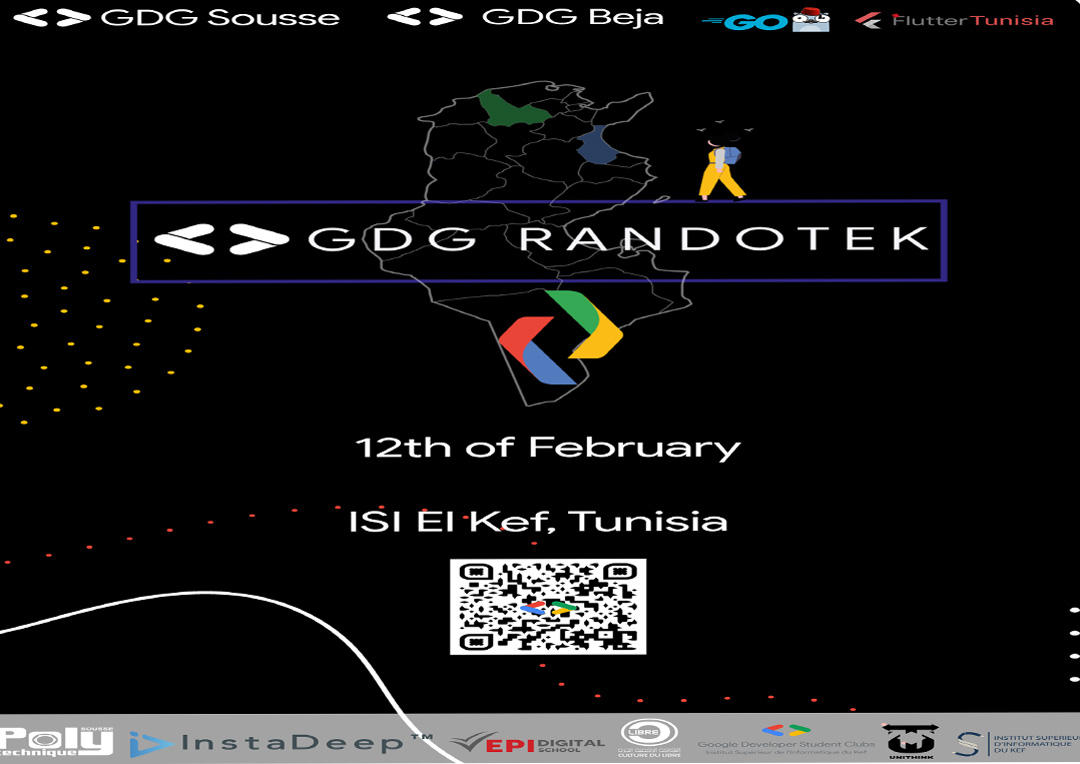 GDG Sousse
GDG Beja
GO
FlutterTunisia
GDG RANDOTEK
12th of February
ISI El Kef, Tunisia
Poly SOUSSE
technique
InstaDeep™
EPI DIGITAL
SCHOOL
LIBRE
CULTURE DU LIBRE
Google Developer Student Clubs
Institut Supérieur de l'Informatique du Kef
UNITHINK
INSTITUT SUPERIEUR
D'INFORMATIQUE
DU KEF